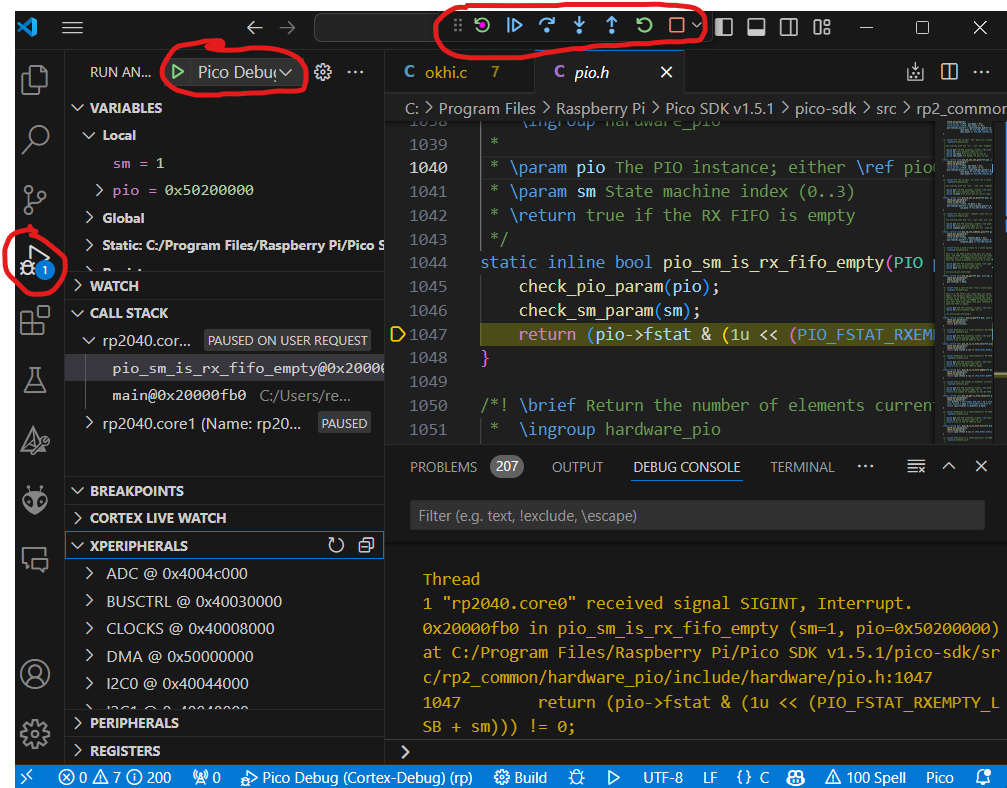 RUN AN...
Pico Debug
okhi.c 7
pio.h
VARIABLES
Local
sm = 1
pio = 0x50200000
Global
Static: C:/Program Files/Raspberry Pi/Pico S
WATCH
CALL STACK
rp2040.cor... PAUSED ON USER REQUEST
pio_sm_is_rx_fifo_empty@0x20000
main@0x20000fb0 C:/Users/re...
rp2040.core1 (Name: rp20... PAUSED
BREAKPOINTS
CORTEX LIVE WATCH
XPERIPHERALS
ADC @ 0x4004c000
BUSCTRL @ 0x40030000
CLOCKS @ 0x40008000
DMA @ 0x50000000
I2C0 @ 0x40044000
PERIPHERALS
REGISTERS
1
C: > Program Files > Raspberry Pi > Pico SDK v1.5.1 > pico-sdk > src > rp2_common
1038 * \ingroup hardware_pio
1039 *
1040 * \param pio The PIO instance; either \ref pio
1041 * \param sm State machine index (0..3)
1042 * \return true if the RX FIFO is empty
1043 */
1044 static inline bool pio_sm_is_rx_fifo_empty(PIO
1045 check_pio_param(pio);
1046 check_sm_param(sm);
1047 return (pio->fstat & (1u << (PIO_FSTAT_RXEM
1048 }
1049
1050 /*! \brief Return the number of elements curren
1051 * \ingroup hardware_pio
PROBLEMS 207 OUTPUT DEBUG CONSOLE TERMINAL ...
Filter (e.g. text, !exclude, \escape)
Thread
1 "rp2040.core0" received signal SIGINT, Interrupt.
0x20000fb0 in pio_sm_is_rx_fifo_empty (sm=1, pio=0x50200000)
at C:/Program Files/Raspberry Pi/Pico SDK v1.5.1/pico-sdk/sr
c/rp2_common/hardware_pio/include/hardware/pio.h:1047
1047 return (pio->fstat & (1u << (PIO_FSTAT_RXEMPTY_L
SB + sm))) != 0;
0 7 200 0 Pico Debug (Cortex-Debug) (rp) Build UTF-8 LF {} C 100 Spell Pico